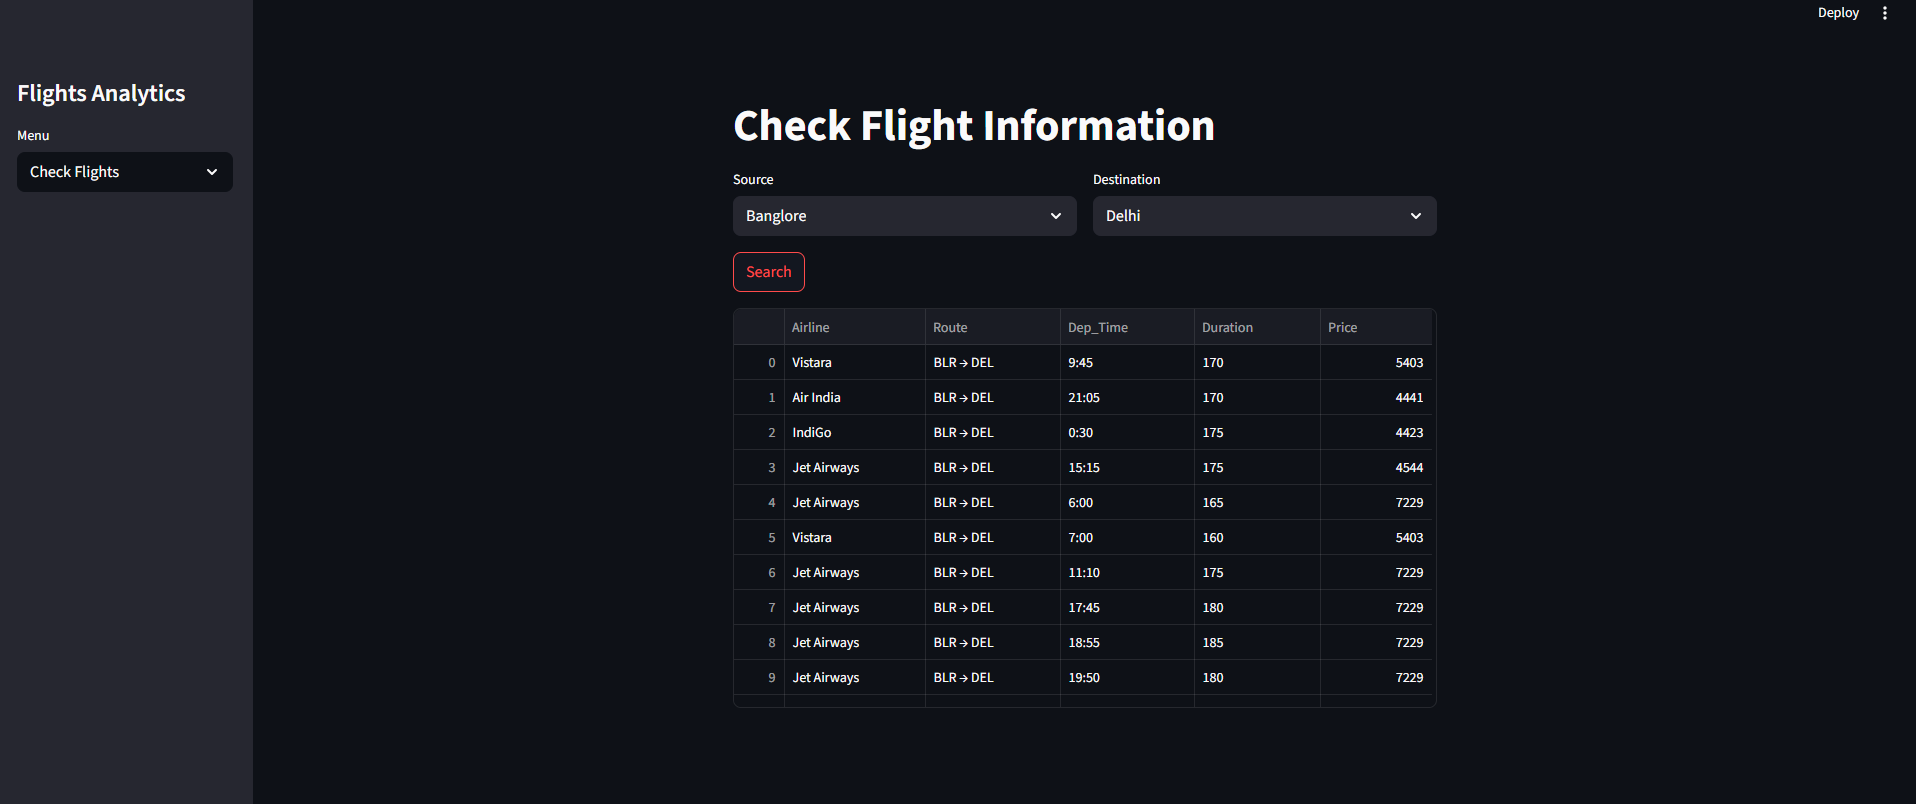 Deploy
Flights Analytics
Menu
Check Flights
Check Flight Information
Source Destination
Banglore Delhi
Search
Airline Route Dep_Time Duration Price
0 Vistara BLR → DEL 9:45 170 5403
1 Air India BLR → DEL 21:05 170 4441
2 IndiGo BLR → DEL 0:30 175 4423
3 Jet Airways BLR → DEL 15:15 175 4544
4 Jet Airways BLR → DEL 6:00 165 7229
5 Vistara BLR → DEL 7:00 160 5403
6 Jet Airways BLR → DEL 11:10 175 7229
7 Jet Airways BLR → DEL 17:45 180 7229
8 Jet Airways BLR → DEL 18:55 185 7229
9 Jet Airways BLR → DEL 19:50 180 7229